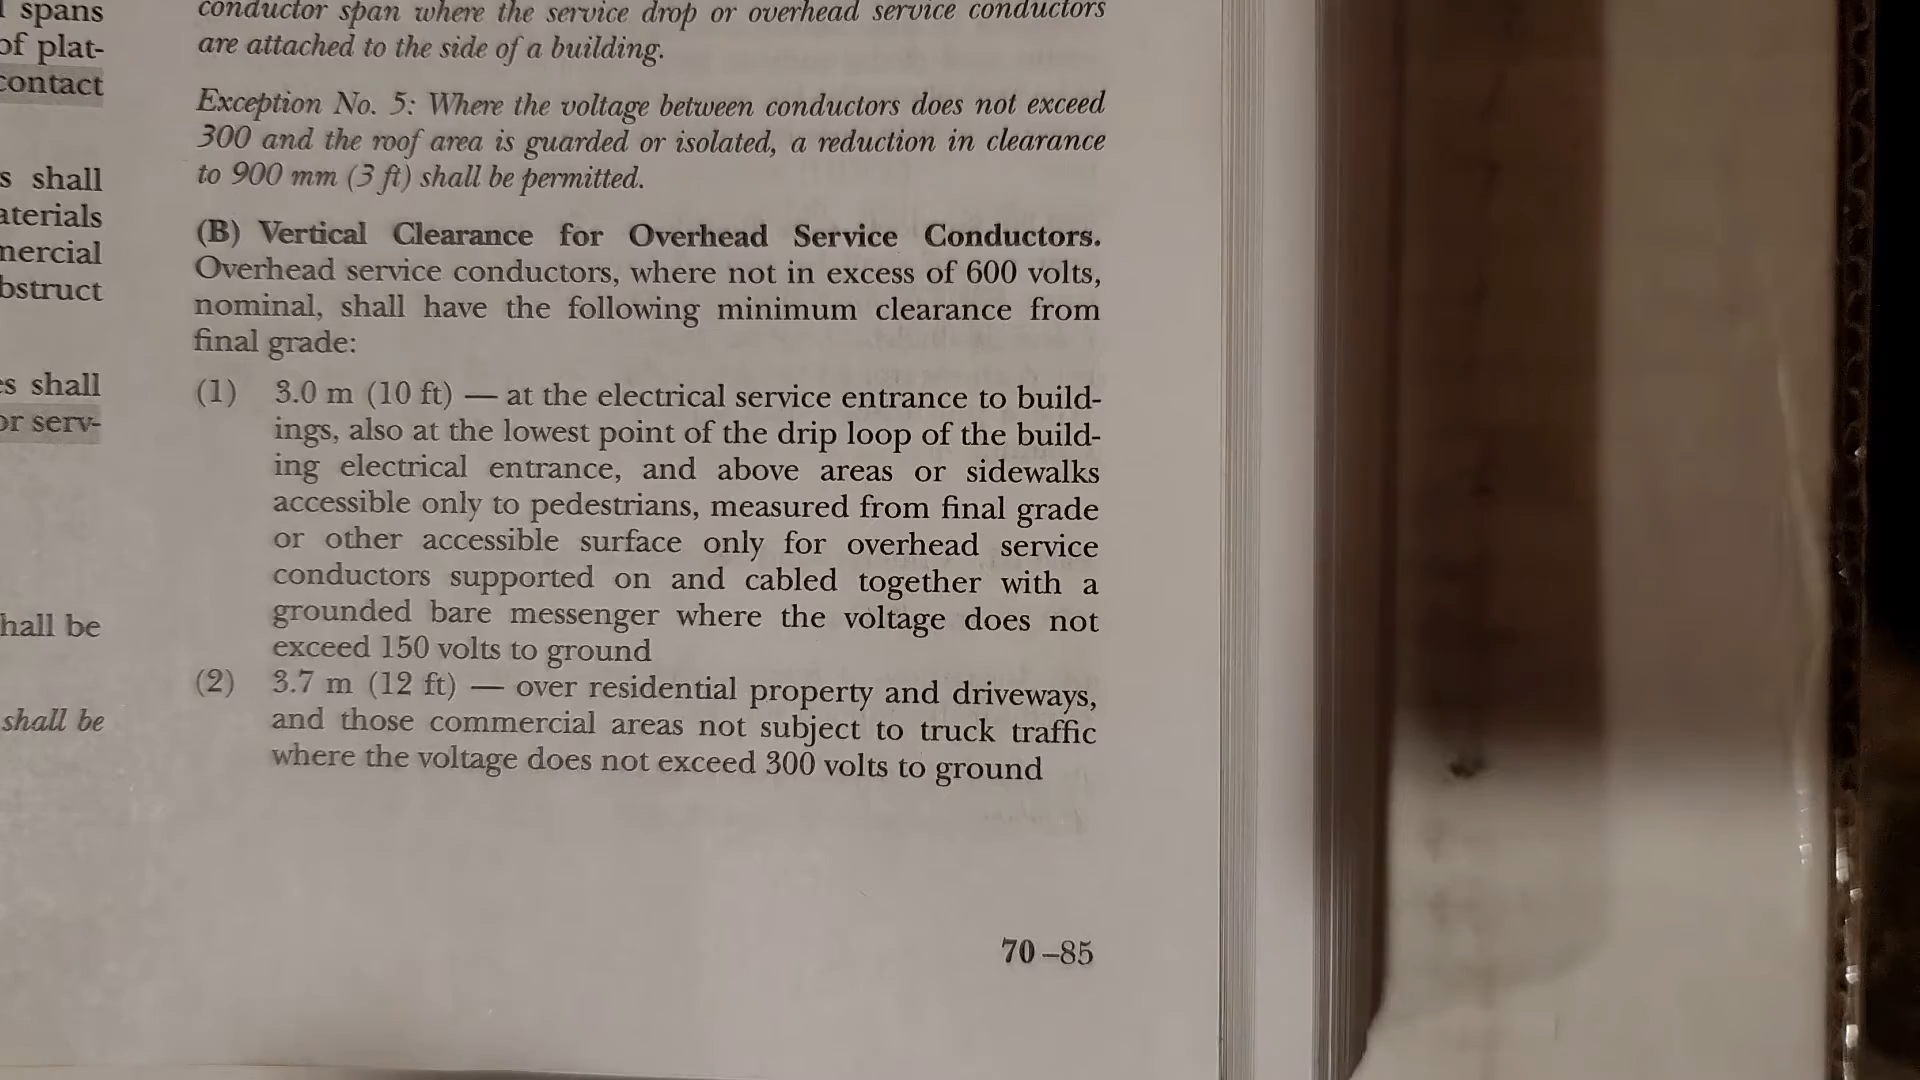 spans
of plat-
contact
s shall
aterials
mercial
bstruct
es shall
or serv-
hall be
shall be
conductor span where the service drop or overhead service conductors
are attached to the side of a building.
Exception No. 5: Where the voltage between conductors does not exceed
300 and the roof area is guarded or isolated, a reduction in clearance
to 900 mm (3 ft) shall be permitted.
(B) Vertical Clearance for Overhead Service Conductors.
Overhead service conductors, where not in excess of 600 volts,
nominal, shall have the following minimum clearance from
final grade:
(1) 3.0 m (10 ft) — at the electrical service entrance to build-
ings, also at the lowest point of the drip loop of the build-
ing electrical entrance, and above areas or sidewalks
accessible only to pedestrians, measured from final grade
or other accessible surface only for overhead service
conductors supported on and cabled together with a
grounded bare messenger where the voltage does not
exceed 150 volts to ground
(2) 3.7 m (12 ft) — over residential property and driveways,
and those commercial areas not subject to truck traffic
where the voltage does not exceed 300 volts to ground
70–85